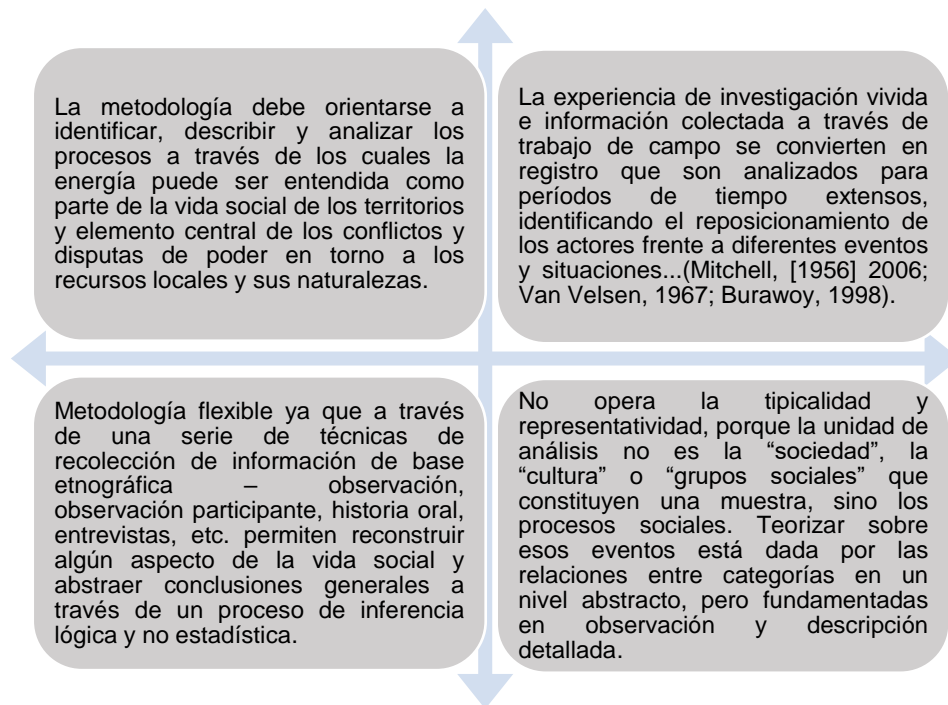 La metodología debe orientarse a
identificar, describir y analizar los
procesos a través de los cuales la
energía puede ser entendida como
parte de la vida social de los territorios
y elemento central de los conflictos y
disputas de poder en torno a los
recursos locales y sus naturalezas.
La experiencia de investigación vivida
e información colectada a través de
trabajo de campo se convierten en
registro que son analizados para
períodos de tiempo extensos,
identificando el reposicionamiento de
los actores frente a diferentes eventos
y situaciones...(Mitchell, [1956] 2006;
Van Velsen, 1967; Burawoy, 1998).
Metodología flexible ya que a través
de una serie de técnicas de
recolección de información de base
etnográfica – observación,
observación participante, historia oral,
entrevistas, etc. permiten reconstruir
algún aspecto de la vida social y
abstraer conclusiones generales a
través de un proceso de inferencia
lógica y no estadística.
No opera la tipicalidad y
representatividad, porque la unidad de
análisis no es la “sociedad”, la
“cultura” o “grupos sociales” que
constituyen una muestra, sino los
procesos sociales. Teorizar sobre
esos eventos está dada por las
relaciones entre categorías en un
nivel abstracto, pero fundamentadas
en observación y descripción
detallada.